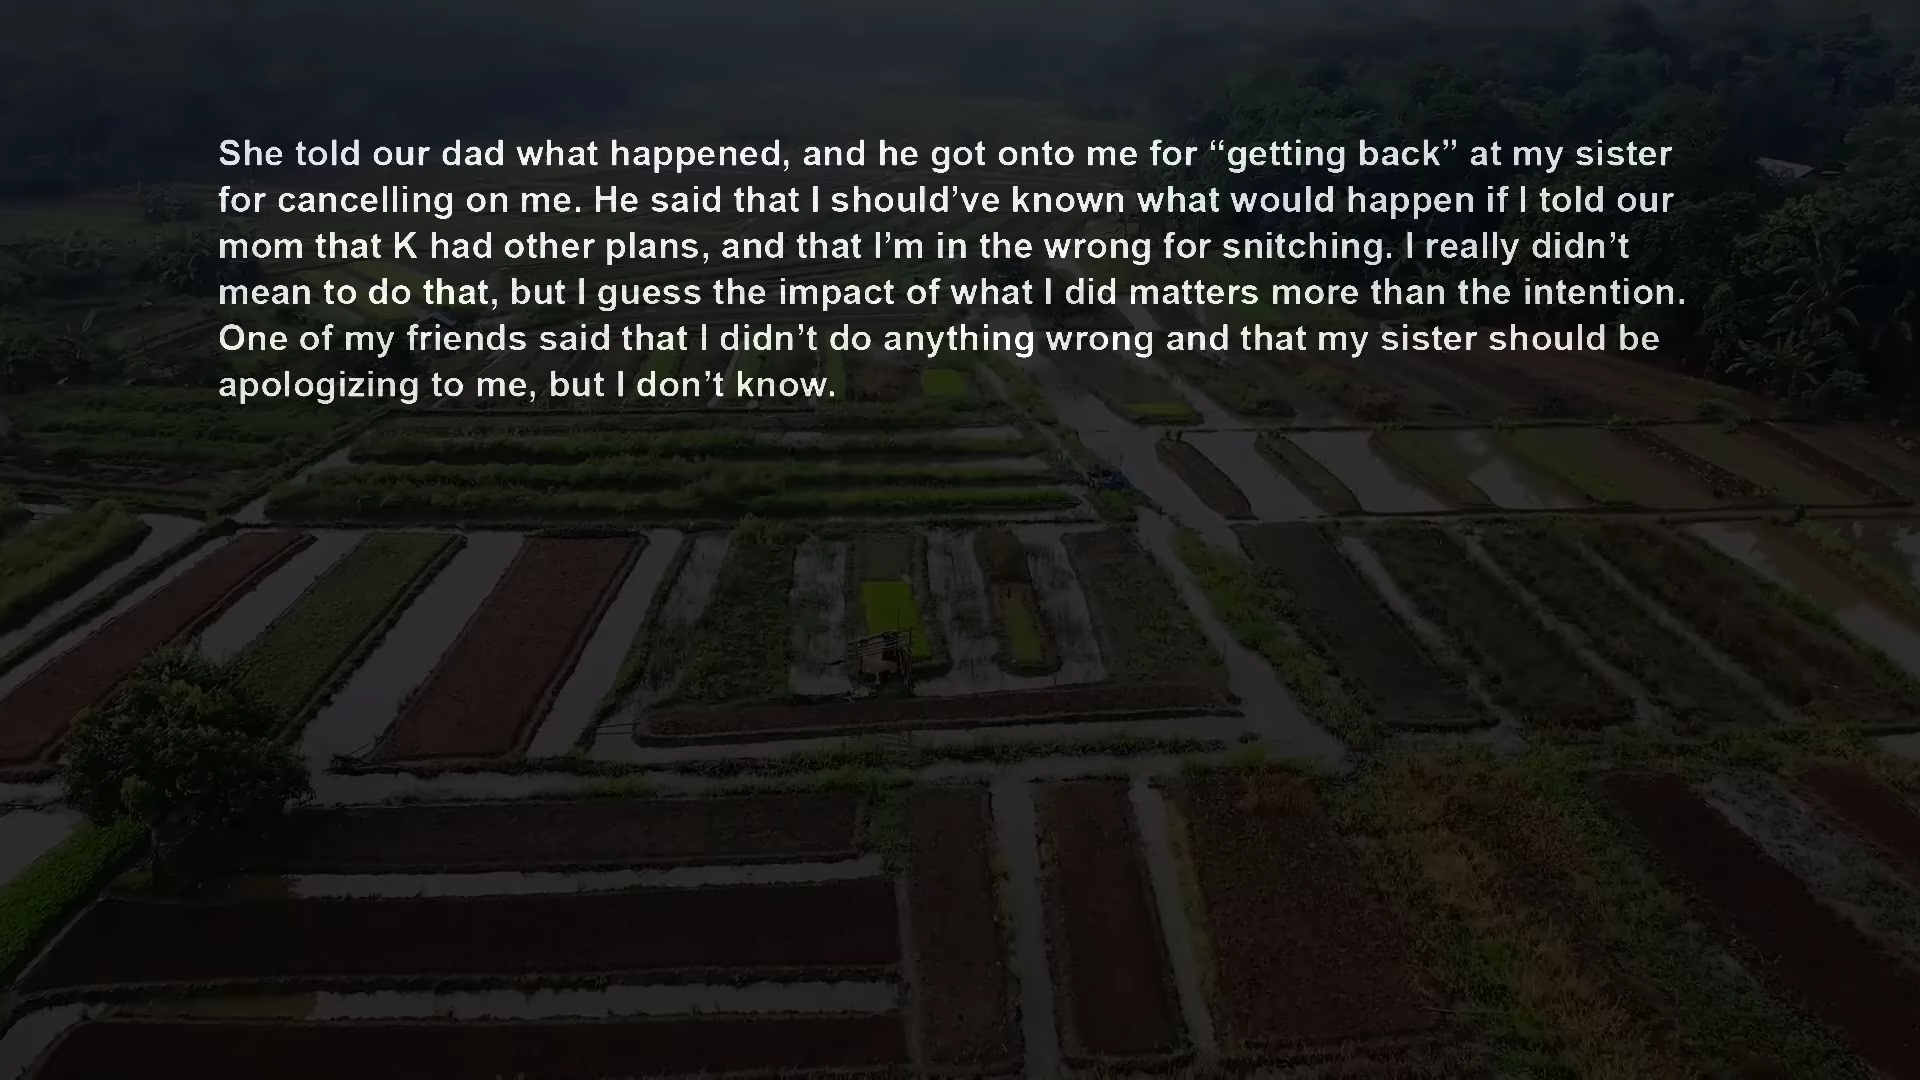 She told our dad what happened, and he got onto me for “getting back” at my sister
for cancelling on me. He said that I should’ve known what would happen if I told our
mom that K had other plans, and that I’m in the wrong for snitching. I really didn’t
mean to do that, but I guess the impact of what I did matters more than the intention.
One of my friends said that I didn’t do anything wrong and that my sister should be
apologizing to me, but I don’t know.